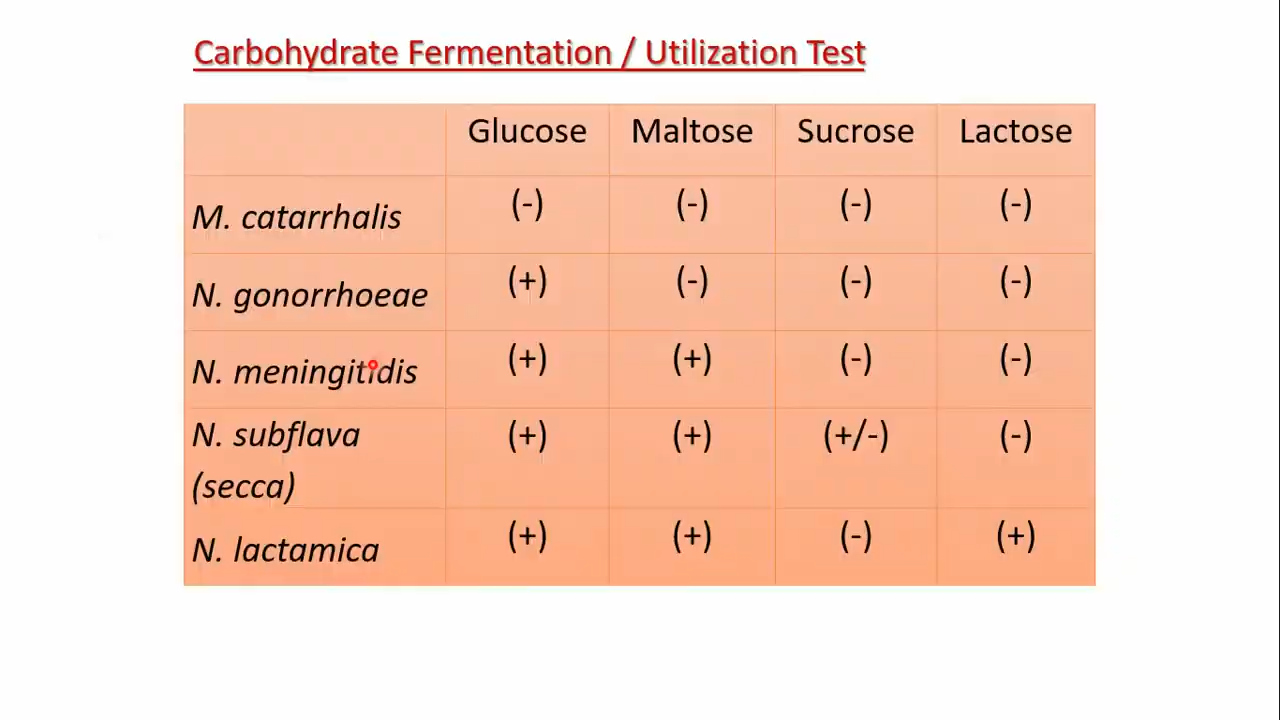 Carbohydrate Fermentation / Utilization Test
Glucose Maltose Sucrose Lactose
M. catarrhalis (-) (-) (-) (-)
N. gonorrhoeae (+) (-) (-) (-)
N. meningitidis (+) (+) (-) (-)
N. subflava (+) (+) (+/-) (-)
(secca)
N. lactamica (+) (+) (-) (+)